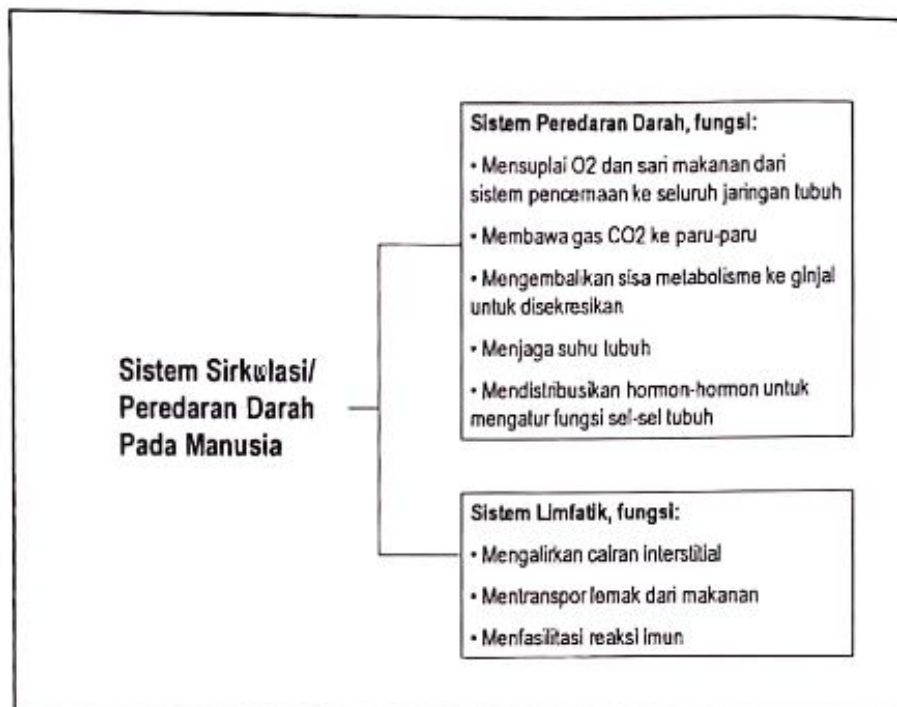 Sistem Sirkulasi/
Peredaran Darah
Pada Manusia
Sistem Peredaran Darah, fungsi:
• Mensuplai O2 dan sari makanan dari
sistem pencernaan ke seluruh jaringan tubuh
• Membawa gas CO2 ke paru-paru
• Mengembalikan sisa metabolisme ke ginjal
untuk disekresikan
• Menjaga suhu tubuh
• Mendistribusikan hormon-hormon untuk
mengatur fungsi sel-sel tubuh
Sistem Limfatik, fungsi:
• Mengalirkan cairan interstitial
• Mentranspor lemak dari makanan
• Menfasilitasi reaksi imun